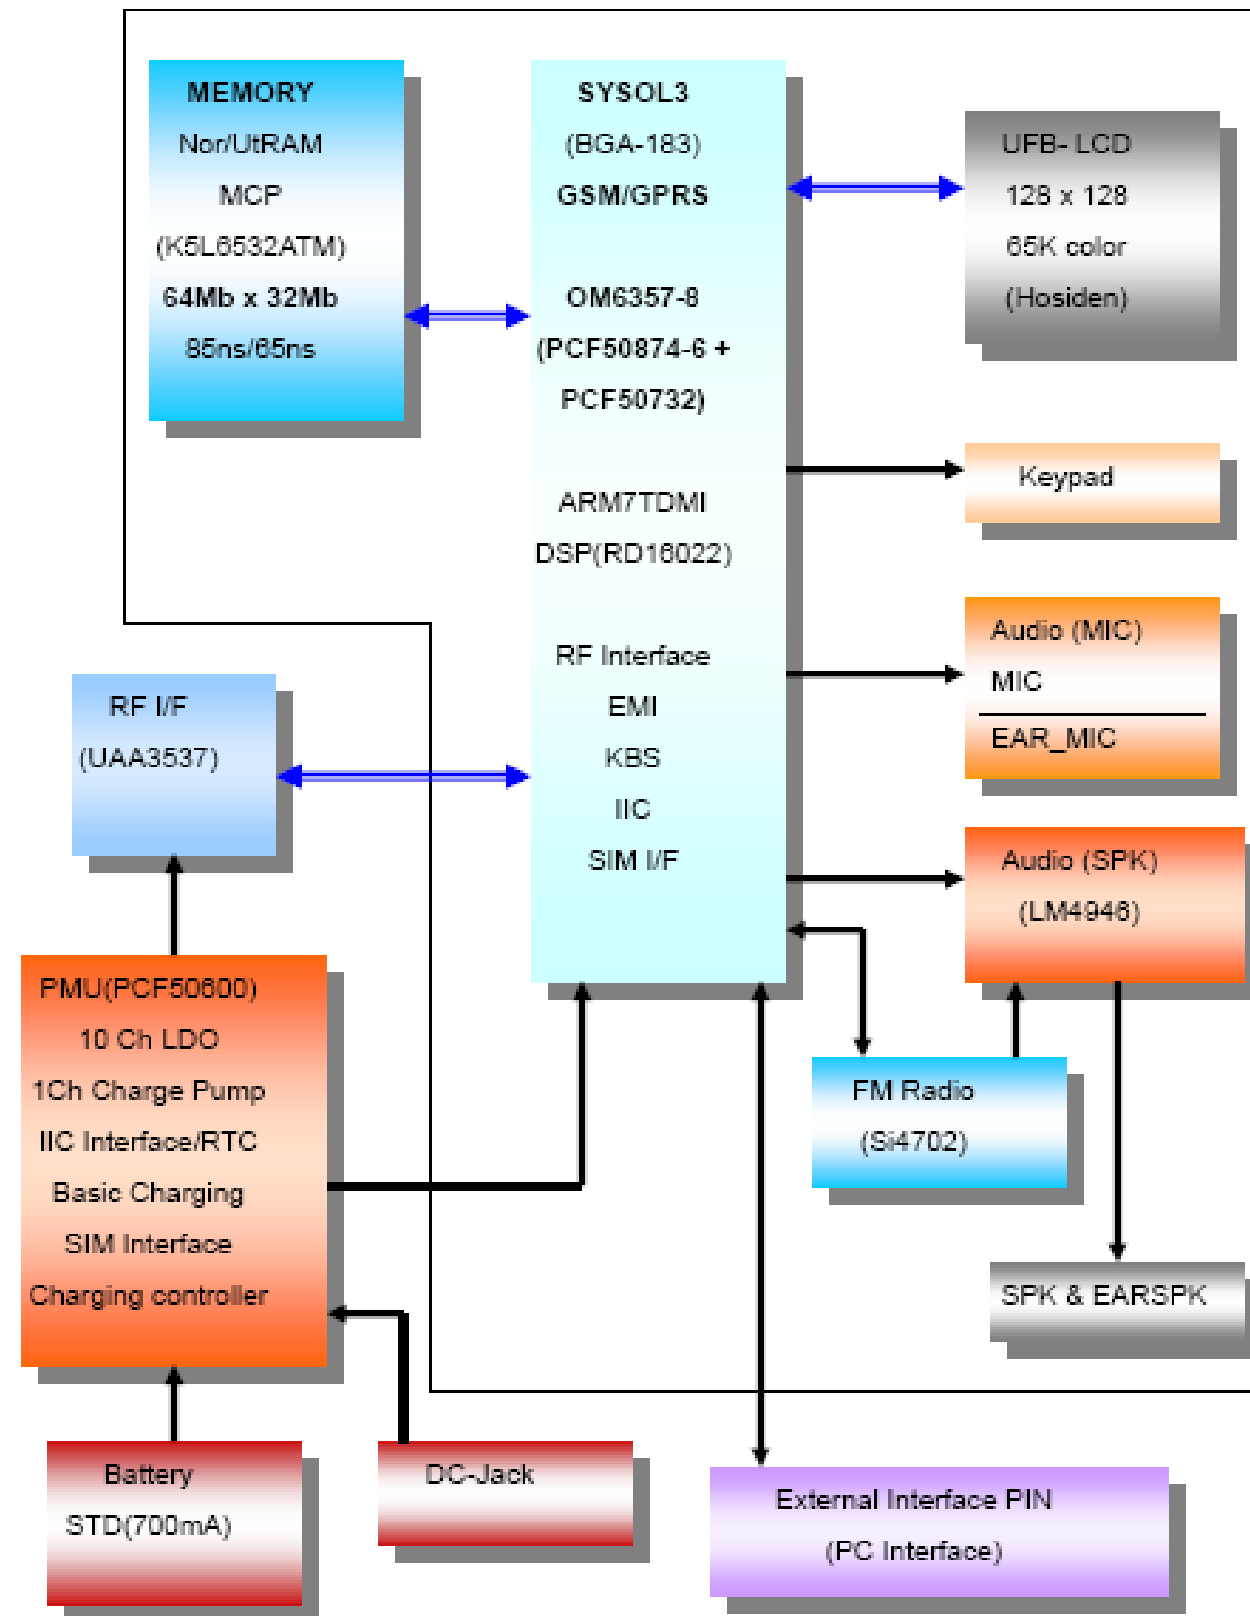 MEMORY
Nor/UtRAM
MCP
(K5L6532ATM)
64Mb x 32Mb
85ns/65ns
SYSOL3
(BGA-183)
GSM/GPRS
OM6357-8
(PCF50874-6 +
PCF50732)
ARM7TDMI
DSP(RD16022)
RF Interface
EMI
KBS
IIC
SIM I/F
UFB- LCD
128 x 128
65K color
(Hosiden)
Keypad
Audio (MIC)
MIC
EAR_MIC
Audio (SPK)
(LM4946)
RF I/F
(UAA3537)
PMU(PCF50600)
10 Ch LDO
1Ch Charge Pump
IIC Interface/RTC
Basic Charging
SIM Interface
Charging controller
FM Radio
(Si4702)
SPK & EARSPK
Battery
STD(700mA)
DC-Jack
External Interface PIN
(PC Interface)